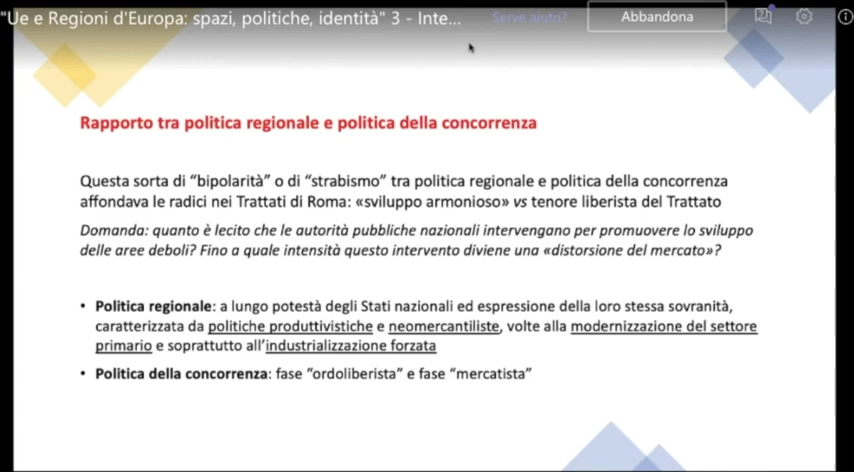 "Ue e Regioni d'Europa: spazi, politiche, identità" 3 - Inte...
Serve aiuto?
Abbandona
Rapporto tra politica regionale e politica della concorrenza
Questa sorta di “bipolarità” o di “strabismo” tra politica regionale e politica della concorrenza
affondava le radici nei Trattati di Roma: «sviluppo armonioso» vs tenore liberista del Trattato
Domanda: quanto è lecito che le autorità pubbliche nazionali intervengano per promuovere lo sviluppo
delle aree deboli? Fino a quale intensità questo intervento diviene una «distorsione del mercato»?
• Politica regionale: a lungo potestà degli Stati nazionali ed espressione della loro stessa sovranità,
caratterizzata da politiche produttivistiche e neomercantiliste, volte alla modernizzazione del settore
primario e soprattutto all’industrializzazione forzata
• Politica della concorrenza: fase “ordoliberista” e fase “mercatista”